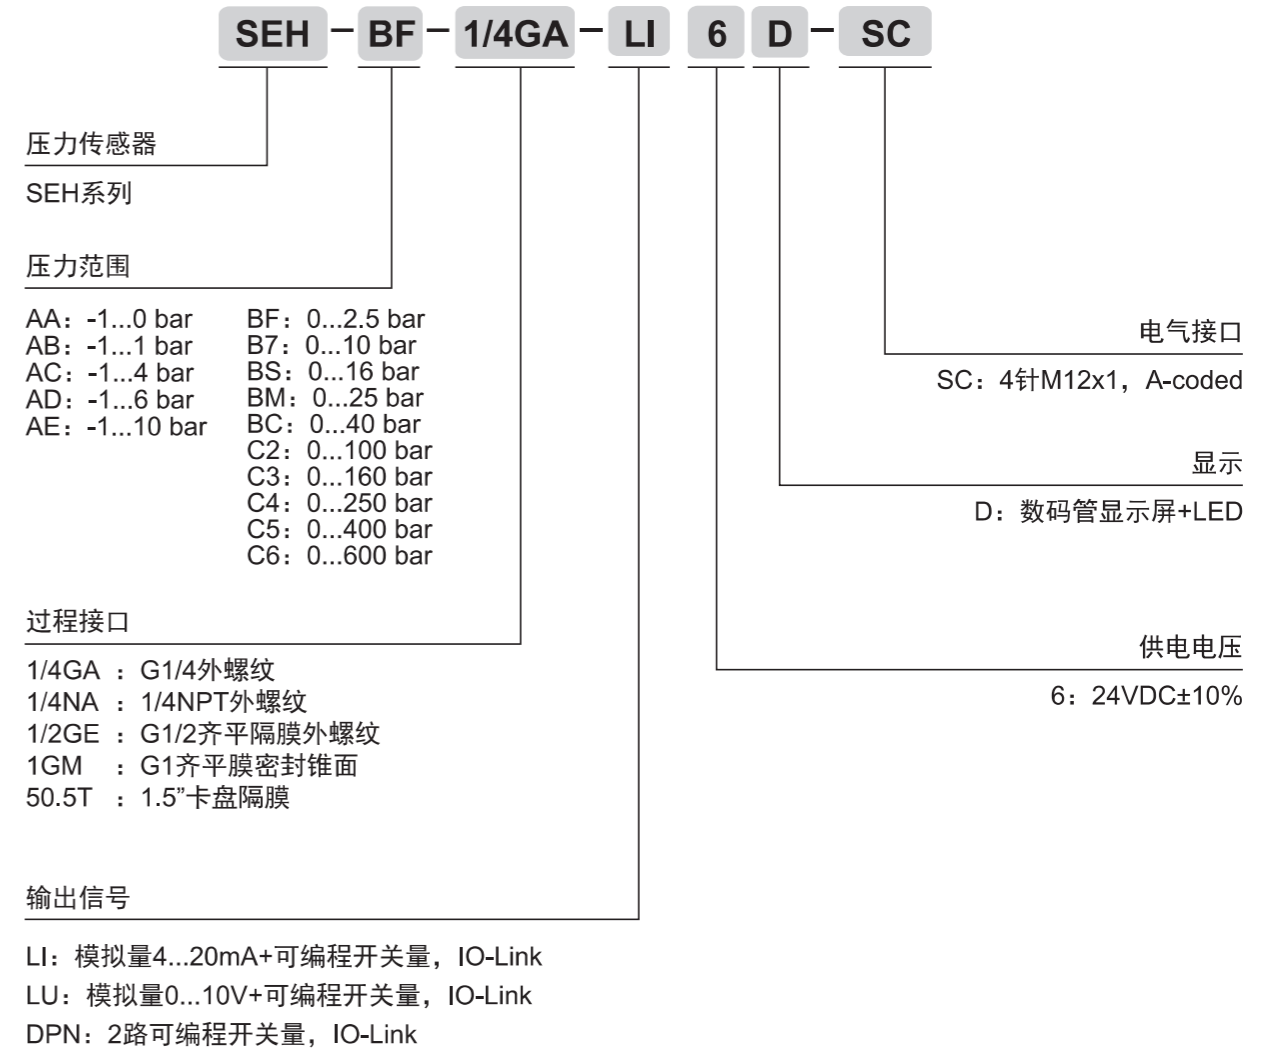 SEH-BF-1/4GA-LI 6 D-SC
压力传感器
SEH系列
压力范围
AA：-1...0 bar
AB：-1...1 bar
AC：-1...4 bar
AD：-1...6 bar
AE：-1...10 bar
BF：0...2.5 bar
B7：0...10 bar
BS：0...16 bar
BM：0...25 bar
BC：0...40 bar
C2：0...100 bar
C3：0...160 bar
C4：0...250 bar
C5：0...400 bar
C6：0...600 bar
过程接口
1/4GA ：G1/4外螺纹
1/4NA ：1/4NPT外螺纹
1/2GE ：G1/2齐平隔膜外螺纹
1GM ：G1齐平膜密封锥面
50.5T ：1.5”卡盘隔膜
输出信号
LI：模拟量4...20mA+可编程开关量，IO-Link
LU：模拟量0...10V+可编程开关量，IO-Link
DPN：2路可编程开关量，IO-Link
电气接口
SC：4针M12x1，A-coded
显示
D：数码管显示屏+LED
供电电压
6：24VDC±10%